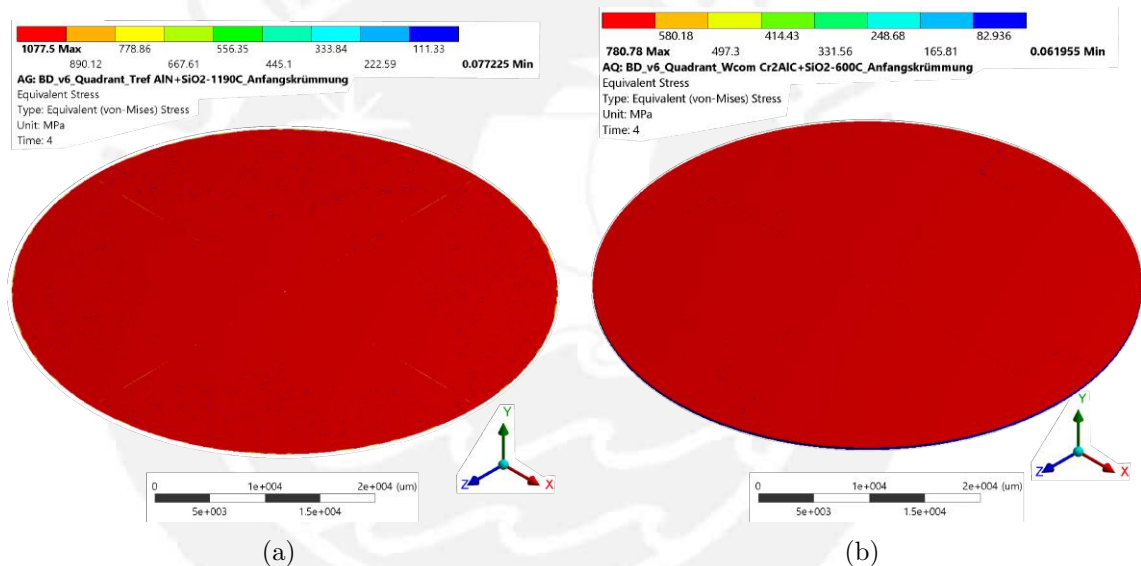 1077.5 Max 778.86 556.35 333.84 111.33
890.12 667.61 445.1 222.59 0.077225 Min
AG: BD_v6_Quadrant_Tref AlN+SiO2-1190C_Anfangskrümmung
Equivalent Stress
Type: Equivalent (von-Mises) Stress
Unit: MPa
Time: 4
Y
Z
X
0 1e+004 2e+004 (um)
5e+003 1.5e+004
(a)
580.18 414.43 248.68 82.936
780.78 Max 497.3 331.56 165.81 0.061955 Min
AQ: BD_v6_Quadrant_Wcom Cr2AlC+SiO2-600C_Anfangskrümmung
Equivalent Stress
Type: Equivalent (von-Mises) Stress
Unit: MPa
Time: 4
Y
Z
X
0 1e+004 2e+004 (um)
5e+003 1.5e+004
(b)